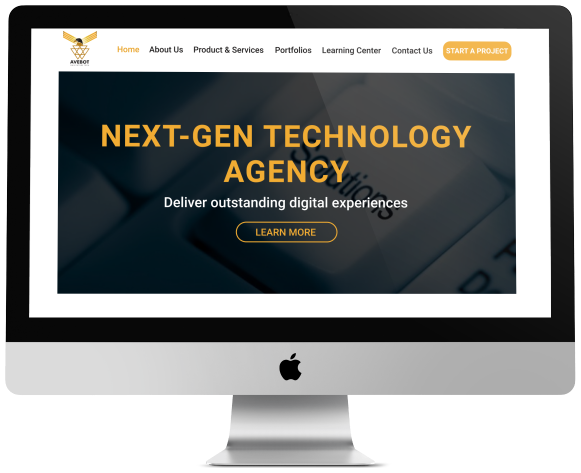 AVEBOT
Home About Us Product & Services Portfolios Learning Center Contact Us START A PROJECT
NEXT-GEN TECHNOLOGY
AGENCY
Solutions
Deliver outstanding digital experiences
LEARN MORE